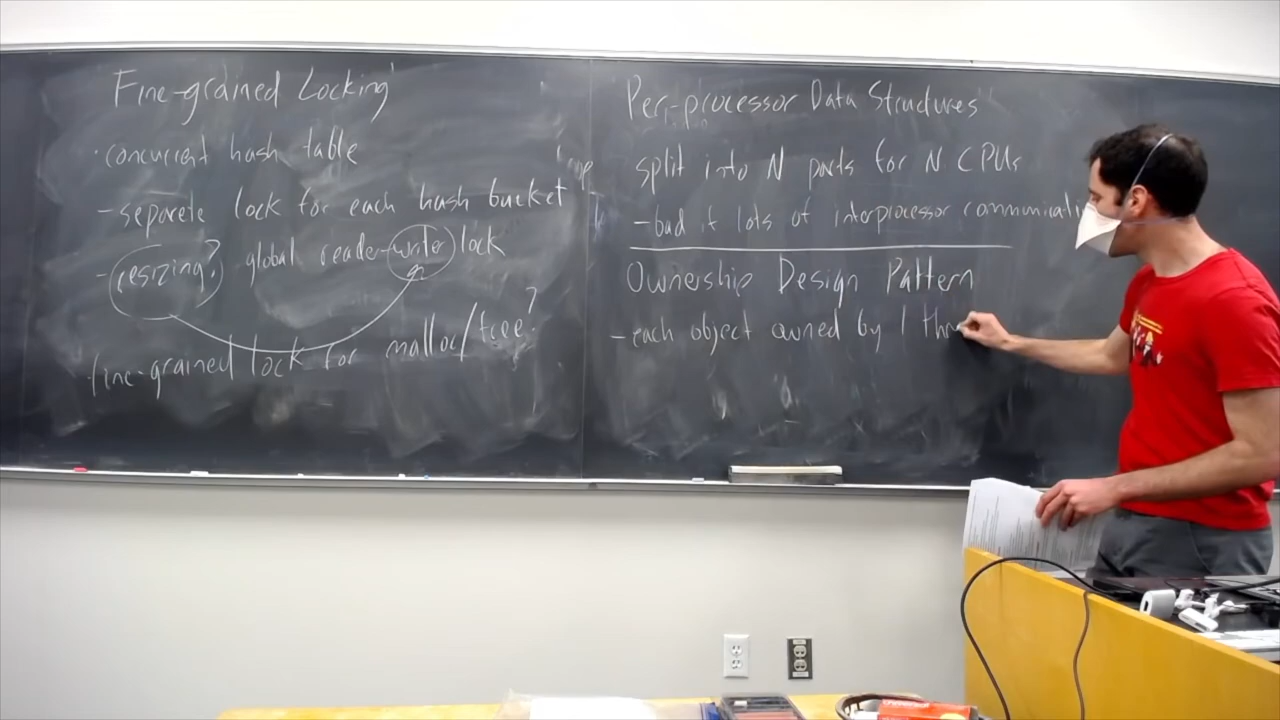 Fine-grained Locking
·concurrent hash table
-separate lock for each hash bucket
-resizing? global reader-writer lock
fine-grained lock for malloc/free?
Per-processor Data Structures
split into N parts for N CPUs
-bad if lots of interprocessor communicati
Ownership Design Pattern
-each object owned by 1 thr